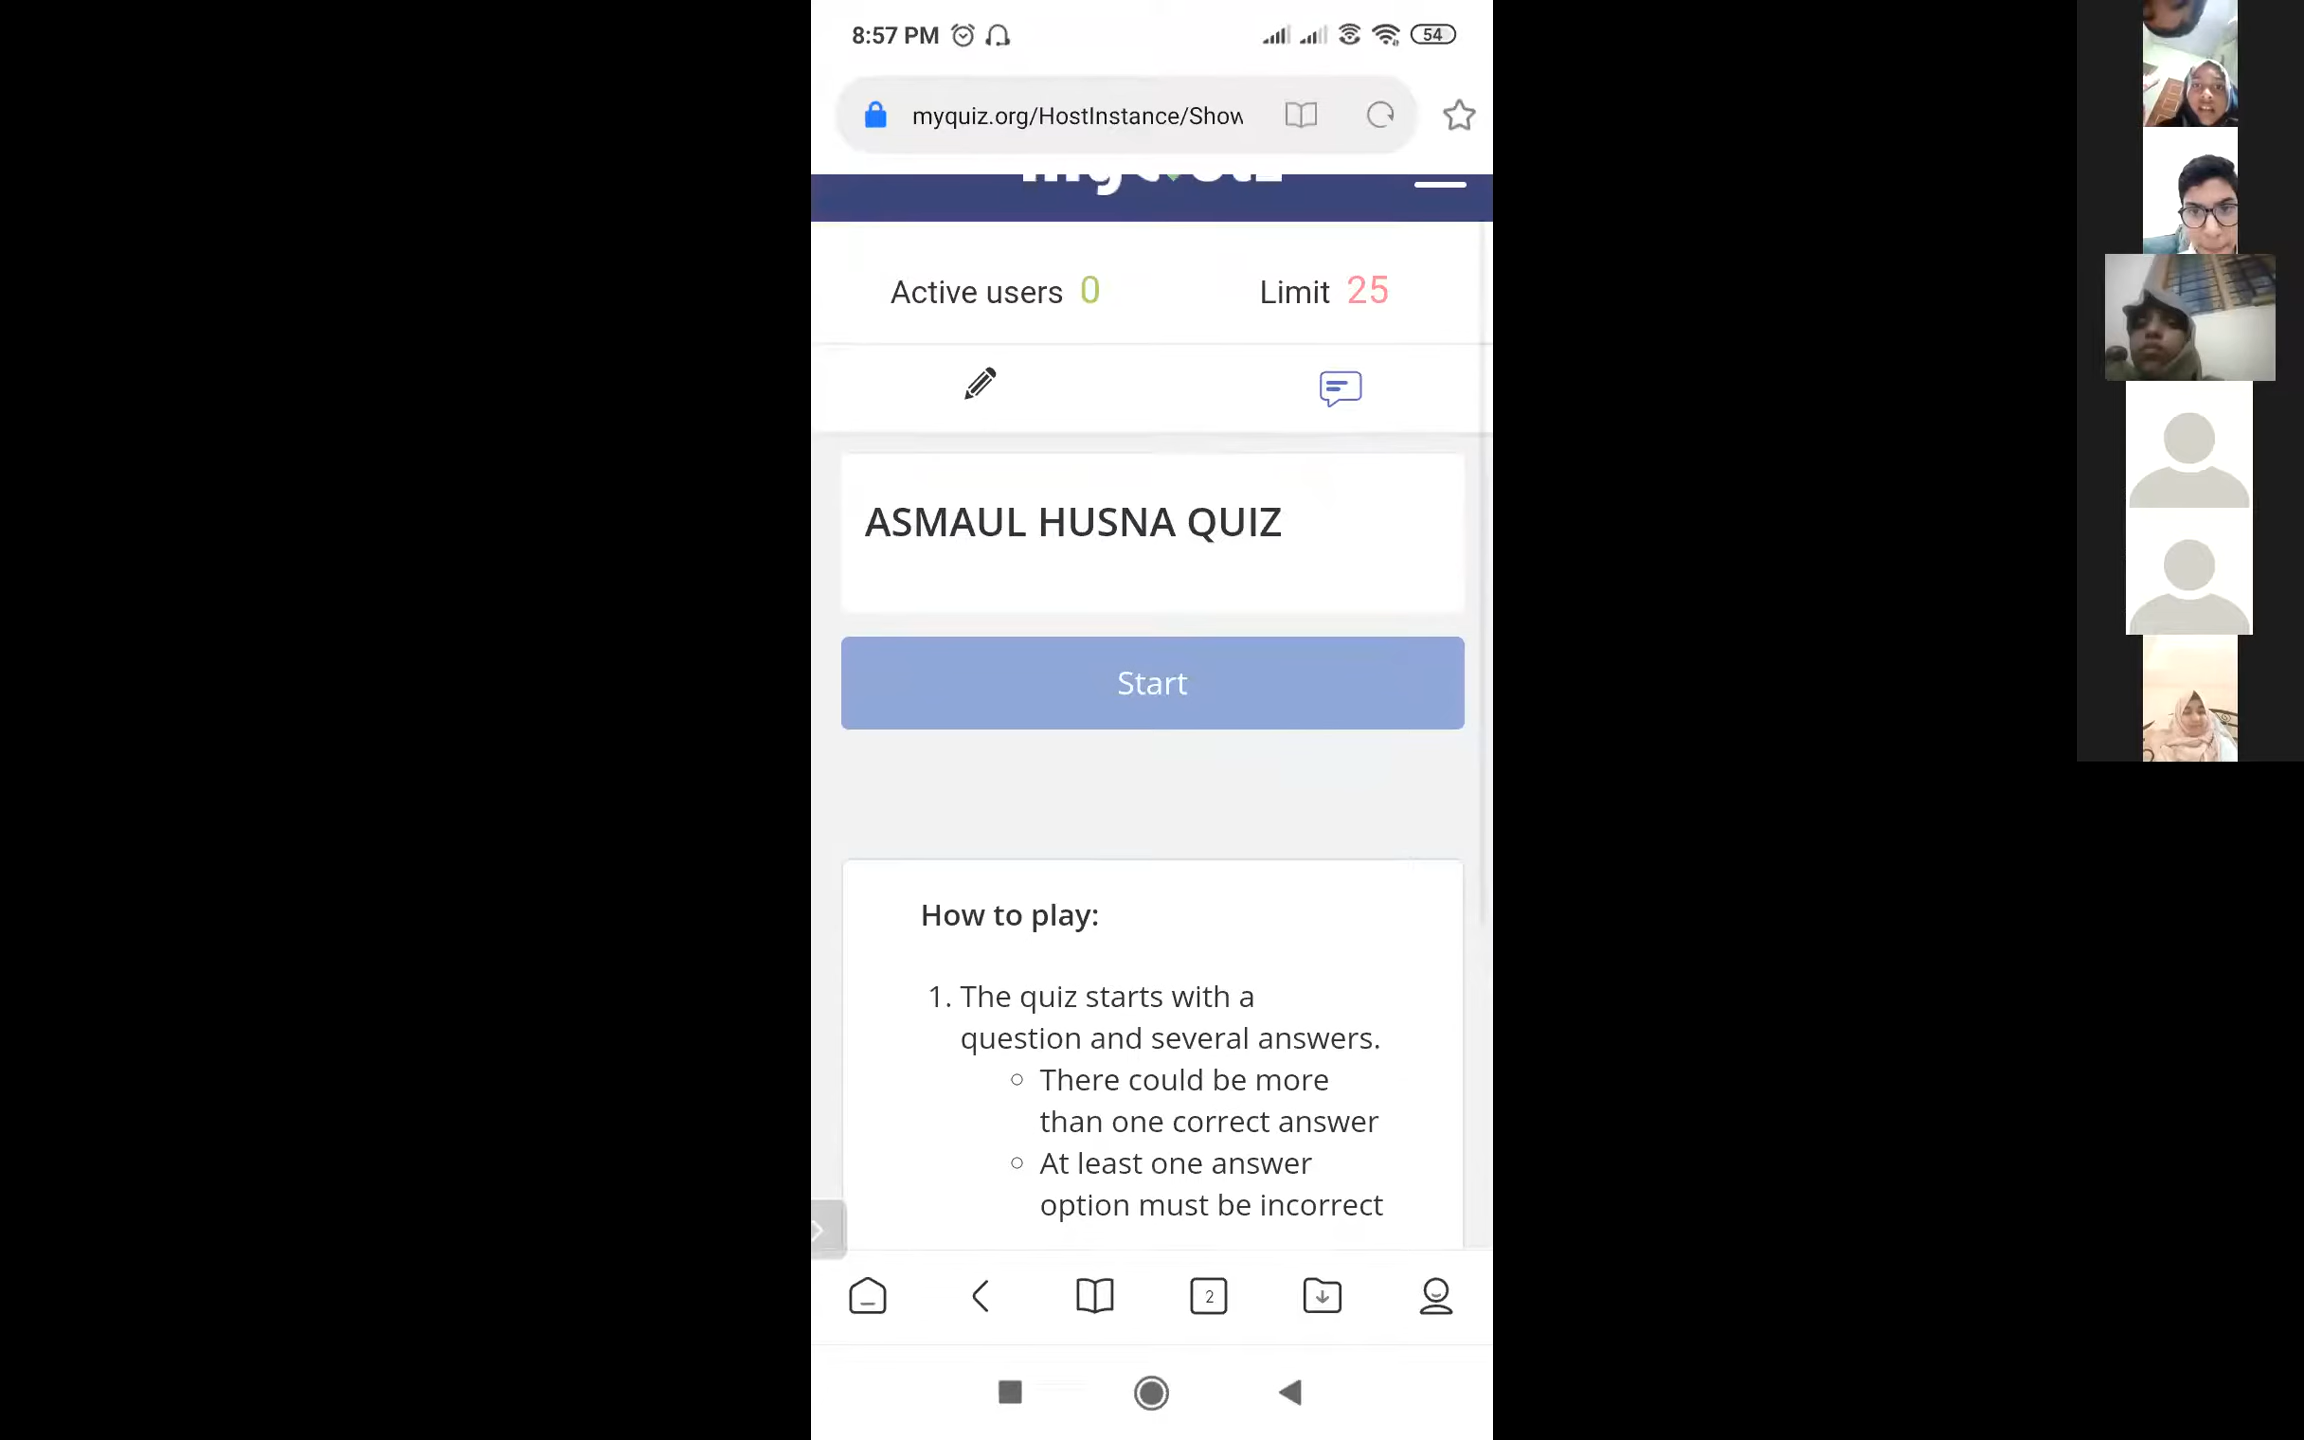 8:57 PM
54
myquiz.org/HostInstance/Show
Active users 0
Limit 25
ASMAUL HUSNA QUIZ
Start
How to play:
1. The quiz starts with a
question and several answers.
There could be more
than one correct answer
At least one answer
option must be incorrect
2